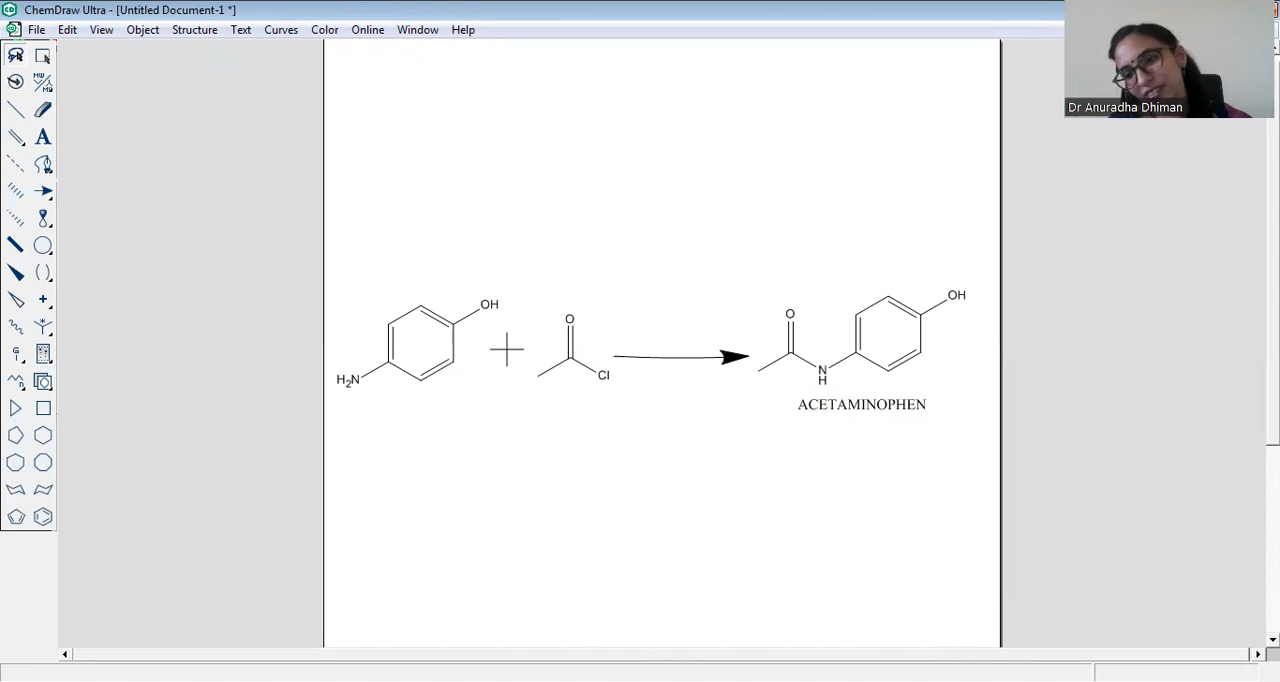 ChemDraw Ultra - [Untitled Document-1 *]
File Edit View Object Structure Text Curves Color Online Window Help
Dr Anuradha Dhiman
A
OH
H2N
+
O
Cl
O
N
H
OH
ACETAMINOPHEN